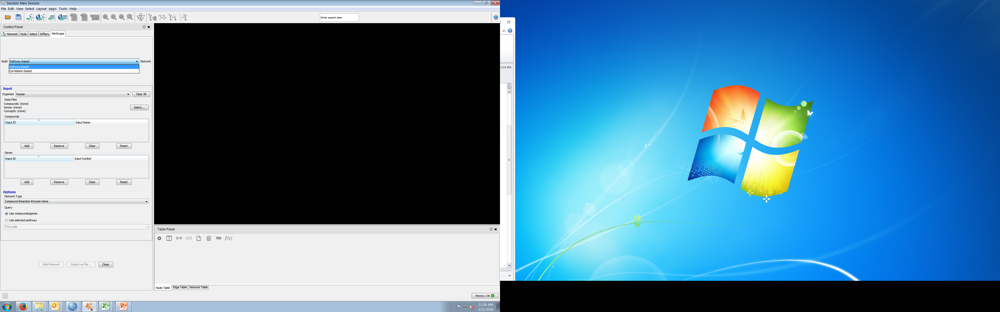 Session: New Session
File Edit View Select Layout Apps Tools Help
Enter search term...
Control Panel
Network Style Select Diffany MetScape
Build Pathway-based Network
Pathway-based
Correlation-based
3:14 PM
Input
Organism Human Clear All
Data Files
Compounds: (none)
Genes: (none)
Concepts: (none)
Select...
Compounds
Input ID Input Name
Add Remove Clear Reset
Genes
Input ID Input Symbol
Add Remove Clear Reset
Options
Network Type
Compound-Reaction-Enzyme-Gene
Query
Use compounds/genes
Use selected pathway
TCA cycle
Build Network Output as File... Close
Table Panel
f(x)
Node Table Edge Table Network Table
Memory: OK
11:36 AM
3/21/2016